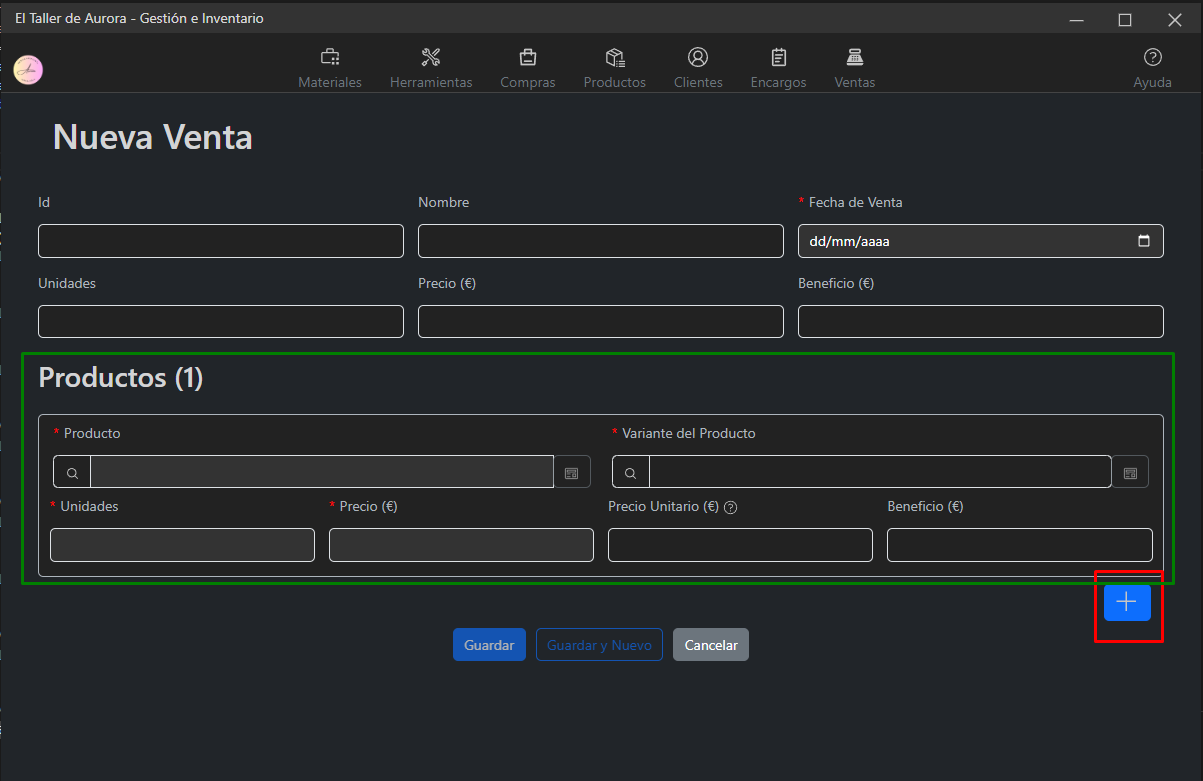 El Taller de Aurora - Gestión e Inventario
Materiales Herramientas Compras Productos Clientes Encargos Ventas Ayuda
Nueva Venta
Id Nombre * Fecha de Venta
dd/mm/aaaa
Unidades Precio (€) Beneficio (€)
Productos (1)
* Producto * Variante del Producto
* Unidades * Precio (€) Precio Unitario (€) ? Beneficio (€)
Guardar Guardar y Nuevo Cancelar